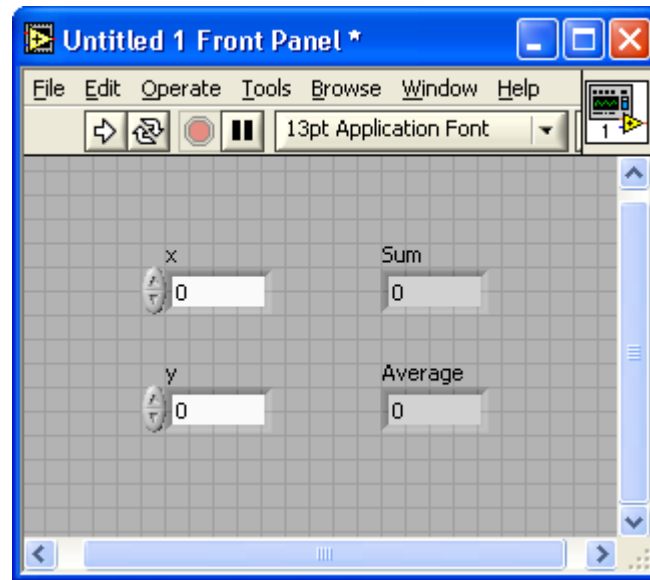 Untitled 1 Front Panel *
File Edit Operate Tools Browse Window Help
13pt Application Font
1
x Sum
0 0
y Average
0 0